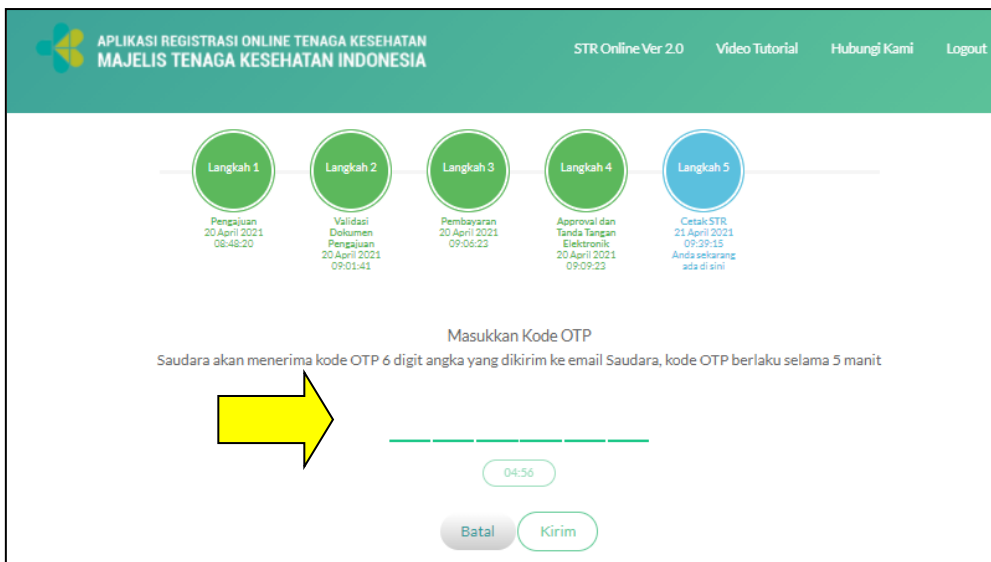 APLIKASI REGISTRASI ONLINE TENAGA KESEHATAN
MAJELIS TENAGA KESEHATAN INDONESIA
STR Online Ver 2.0 Video Tutorial Hubungi Kami Logout
Langkah 1
Pengajuan
20 April 2021
08:48:20
Langkah 2
Validasi
Dokumen
Pengajuan
20 April 2021
09:01:41
Langkah 3
Pembayaran
20 April 2021
09:06:23
Langkah 4
Approval dan
Tanda Tangan
Elektronik
20 April 2021
09:09:23
Langkah 5
Cetak STR
21 April 2021
09:39:15
Anda sekarang
ada di sini
Masukkan Kode OTP
Saudara akan menerima kode OTP 6 digit angka yang dikirim ke email Saudara, kode OTP berlaku selama 5 manit
04:56
Batal Kirim